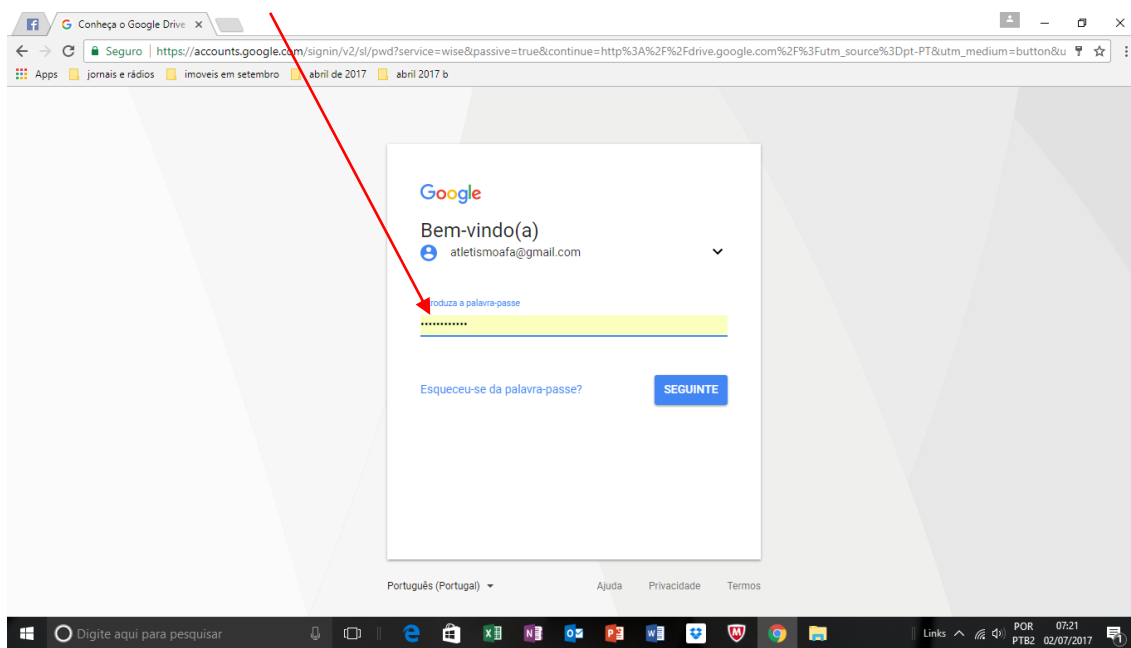 Conheça o Google Drive
Seguro | https://accounts.google.com/signin/v2/sl/pwd?service=wise&passive=true&continue=http%3A%2F%2Fdrive.google.com%2F%3Futm_source%3Dpt-PT&utm_medium=button&u
Apps jornais e rádios imoveis em setembro abril de 2017 abril 2017 b
Google
Bem-vindo(a)
atletismoafa@gmail.com
roduza a palavra-passe
••••••••••••
Esqueceu-se da palavra-passe? SEGUINTE
Português (Portugal) Ajuda Privacidade Termos
Digite aqui para pesquisar Links POR 07:21
PTB2 02/07/2017